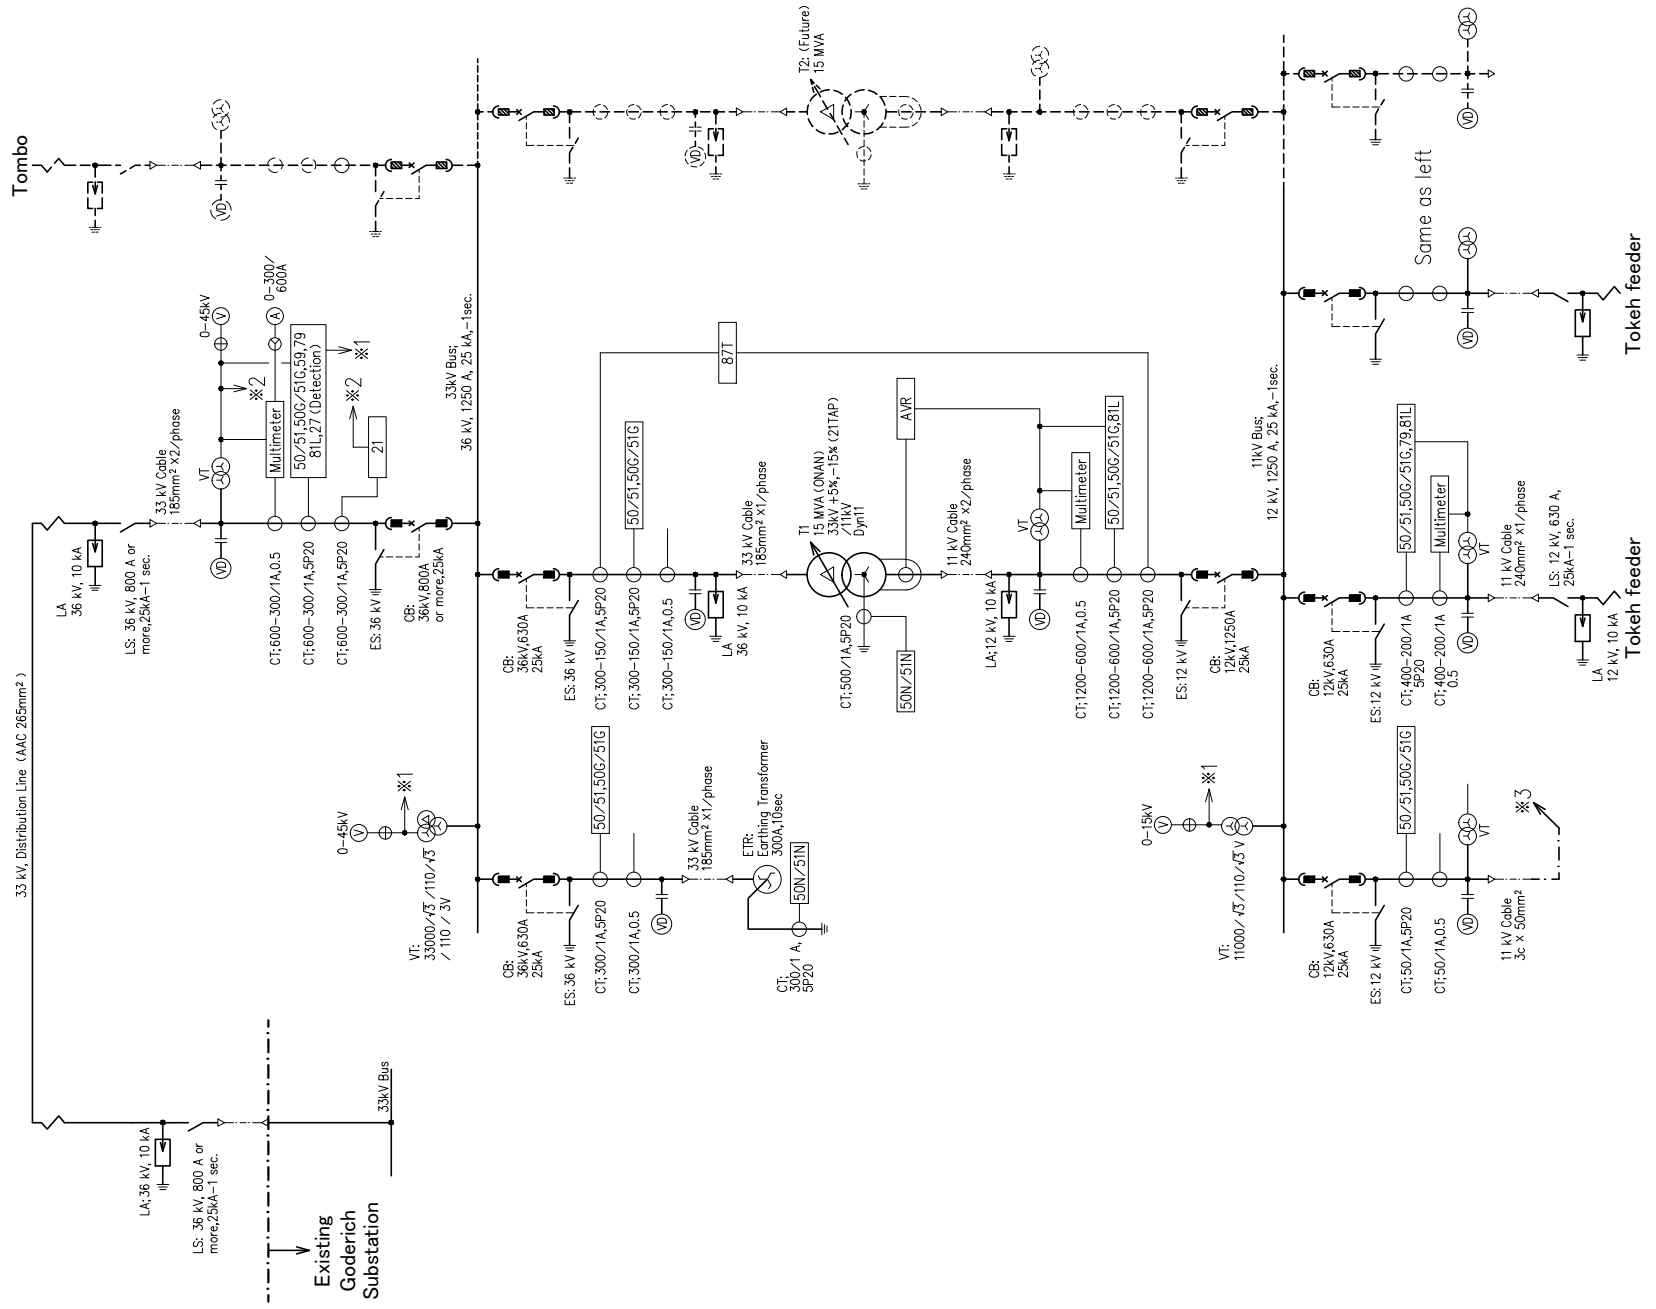 Tombo
33 kV, Distribution Line (AAC 265mm²)
LA
36 kV, 10 kA
LS: 36 kV, 800 A or
more,25kA-1 sec.
33 kV Cable
185mm² X2/phase
VD
VD
VT
0-45kV
V
0-300/
600A
A
※2
Multimeter
50/51,50G/51G,59,79
81L,27 (Detection)
※1
※2
21
CT;600-300/1A,0.5
CT;600-300/1A,5P20
CT;600-300/1A,5P20
ES: 36 kV
CB:
36kV,800A
or more,25kA
33kV Bus;
36 kV, 1250 A, 25 kA,-1sec.
LA;36 kV, 10 kA
LS: 36 kV, 800 A or
more,25kA-1 sec.
33kV Bus
Existing
Goderich
Substation
0-45kV
V
※1
VT:
33000/√3 /110/√3
/ 110 / 3V
CB:
36kV,630A
25kA
ES: 36 kV
CT;300/1A,5P20
50/51,50G/51G
CT;300/1A,0.5
VD
33 kV Cable
185mm² X1/phase
ETR:
Earthing Transformer
300A,10sec
50N/51N
CT;
300/1 A,
5P20
CB:
36kV,630A
25kA
ES: 36 kV
CT;300-150/1A,5P20
CT;300-150/1A,5P20
50/51,50G/51G
CT;300-150/1A,0.5
87T
VD
LA
36 kV, 10 kA
33 kV Cable
185mm² X1/phase
T1
15 MVA (ONAN)
33kV +5%,-15% (21TAP)
/11kV
Dyn11
CT;500/1A,5P20
50N/51N
AVR
11 kV Cable
240mm² X2/phase
LA;12 kV, 10 kA
VD
VT
Multimeter
CT;1200-600/1A,0.5
50/51,50G/51G,81L
CT;1200-600/1A,5P20
CT;1200-600/1A,5P20
ES: 12 kV
CB:
12kV,1250A
25kA
VD
T2: (Future)
15 MVA
11kV Bus;
12 kV, 1250 A, 25 kA,-1sec.
0-15kV
V
※1
VT:
11000/√3 /110/√3 V
CB:
12kV,630A
25kA
ES: 12 kV
CT;50/1A,5P20
50/51,50G/51G
CT;50/1A,0.5
VD
VT
11 kV Cable
3c x 50mm²
※3
CB:
12kV,630A
25kA
ES: 12 kV
CT;400-200/1A
5P20
50/51,50G/51G,79,81L
CT;400-200/1A
0.5
Multimeter
VD
VT
11 kV Cable
240mm² X1/phase
LS: 12 kV, 630 A,
25kA-1 sec.
LA
12 kV, 10 kA
Tokeh feeder
VD
Tokeh feeder
Same as left
VD